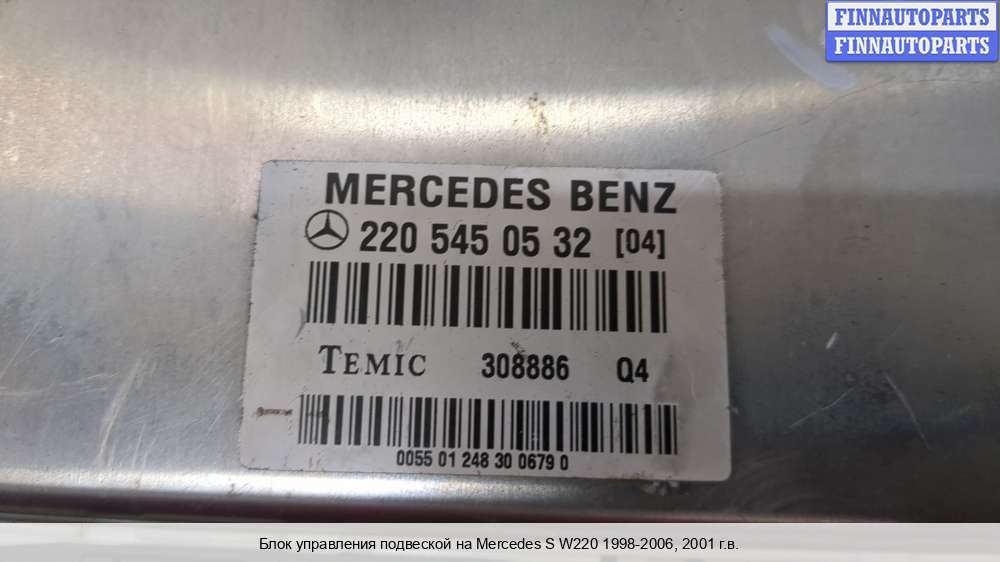 FINNAUTOPARTS
FINNAUTOPARTS
MERCEDES BENZ
220 545 05 32 [04]
TEMIC 308886 Q4
0055 01 248 30 0679 0
Блок управления подвеской на Mercedes S W220 1998-2006, 2001 г.в.